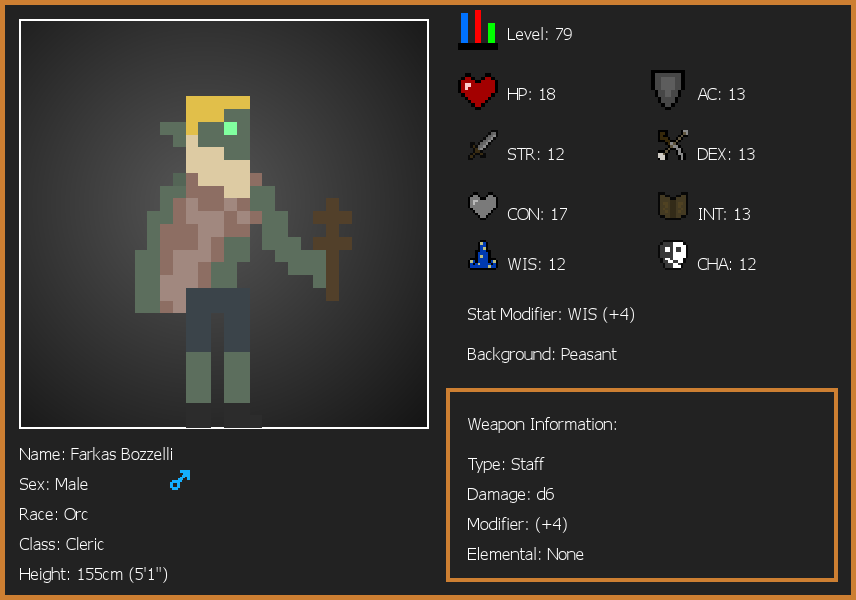 Level: 79
HP: 18
AC: 13
STR: 12
DEX: 13
CON: 17
INT: 13
WIS: 12
CHA: 12
Stat Modifier: WIS (+4)
Background: Peasant
Weapon Information:
Type: Staff
Damage: d6
Modifier: (+4)
Elemental: None
Name: Farkas Bozzelli
Sex: Male
Race: Orc
Class: Cleric
Height: 155cm (5'1")